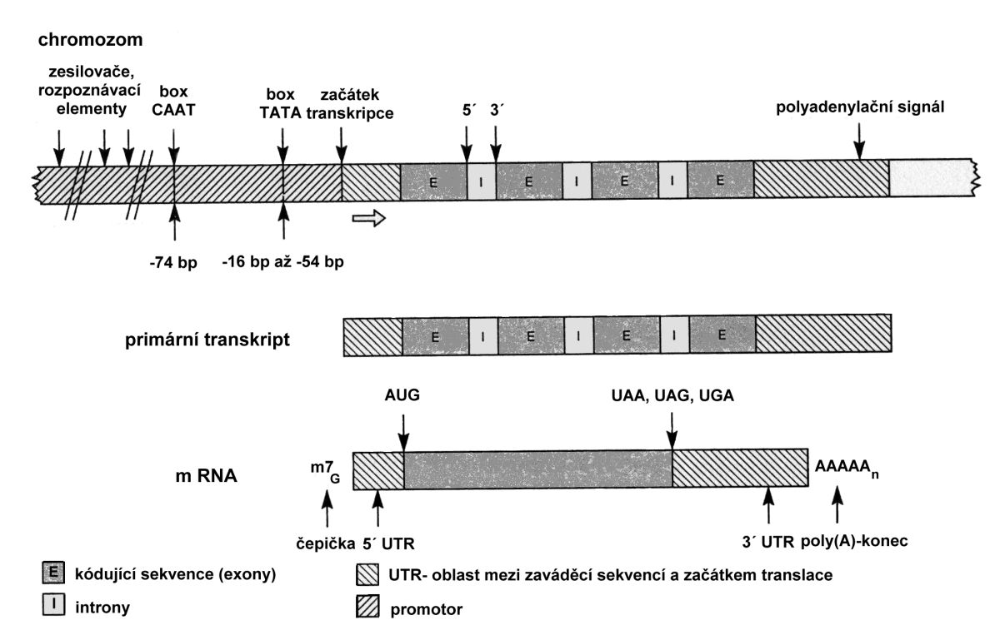 chromozom
zesilovače,
rozpoznávací
elementy
box
CAAT
box
TATA
začátek
transkripce
5´ 3´
polyadenylační signál
E I E I E I E
-74 bp
-16 bp až -54 bp
primární transkript
E I E I E I E
AUG
UAA, UAG, UGA
m RNA
m7G
AAAAAn
čepička
5´ UTR
3´ UTR
poly(A)-konec
E kódující sekvence (exony)
UTR- oblast mezi zaváděcí sekvencí a začátkem translace
I introny
promotor